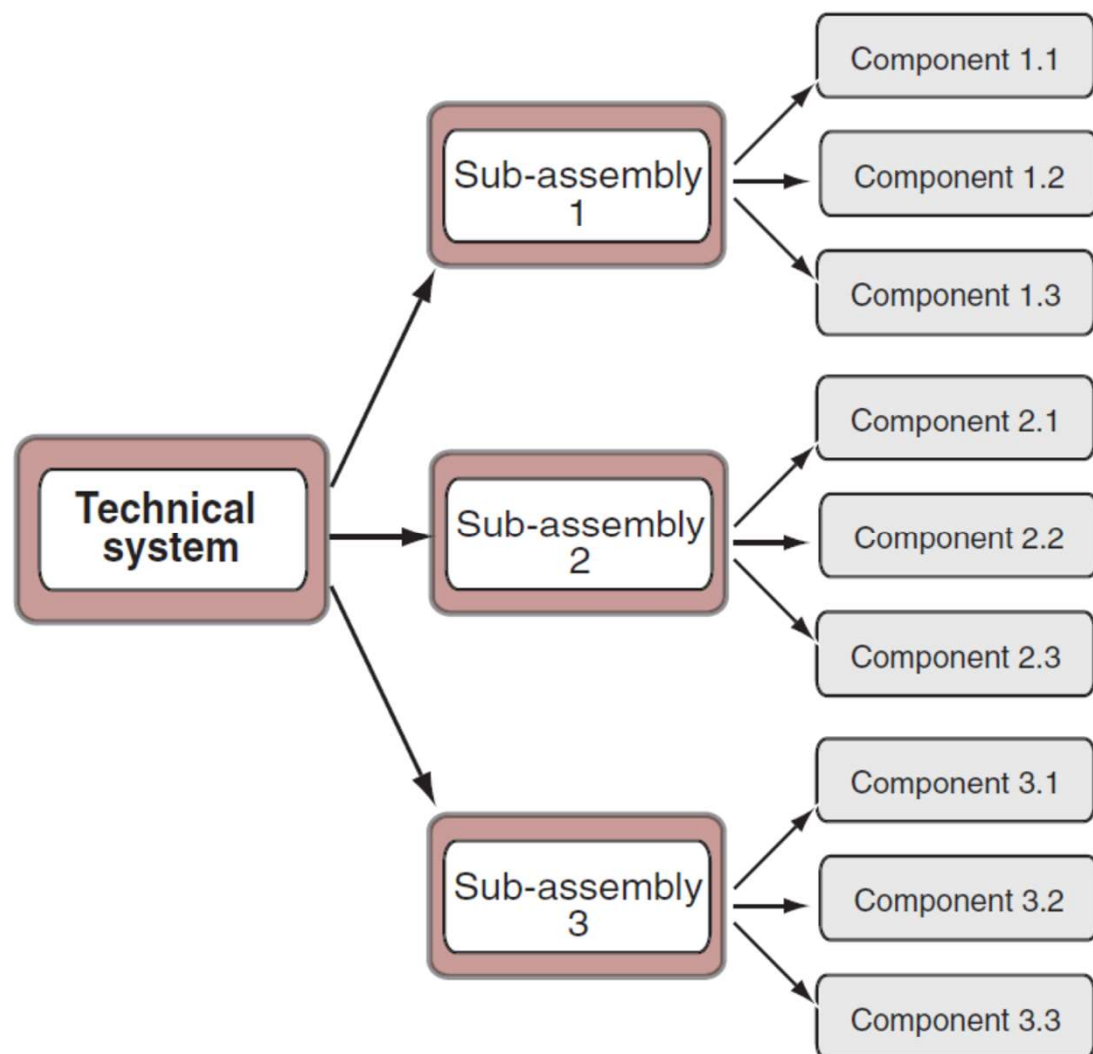 Component 1.1
Sub-assembly
1
Component 1.2
Component 1.3
Technical
system
Sub-assembly
2
Component 2.1
Component 2.2
Component 2.3
Sub-assembly
3
Component 3.1
Component 3.2
Component 3.3